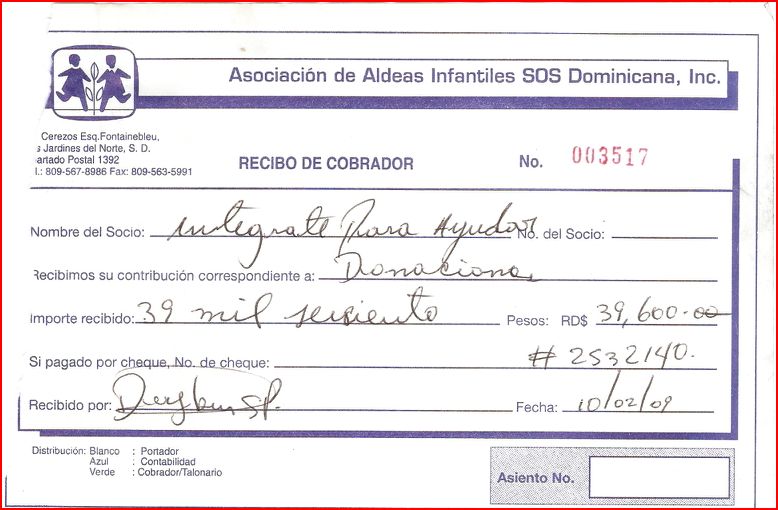 Asociación de Aldeas Infantiles SOS Dominicana, Inc.
Cerezos Esq.Fontainebleu,
s Jardines del Norte, S. D.
artado Postal 1392
l.: 809-567-8986 Fax: 809-563-5991
RECIBO DE COBRADOR No. 003517
Nombre del Socio: Integrate Para Ayudar No. del Socio:
Recibimos su contribución correspondiente a: Donaciona
Importe recibido: 39 mil seiciento Pesos: RD$ 39,600.00
Si pagado por cheque, No. de cheque: # 2532140.
Recibido por: Fecha: 10/02/09
Distribución: Blanco : Portador
Azul : Contabilidad
Verde : Cobrador/Talonario
Asiento No.